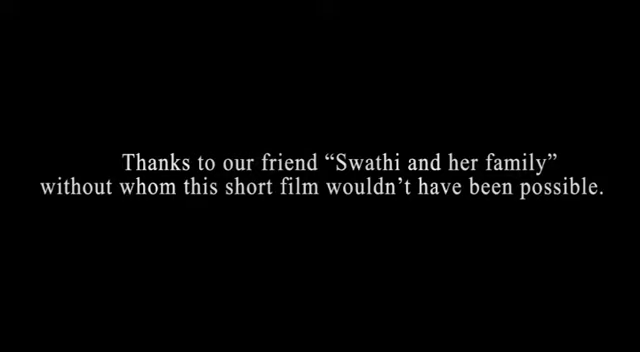 Thanks to our friend “Swathi and her family”
without whom this short film wouldn’t have been possible.